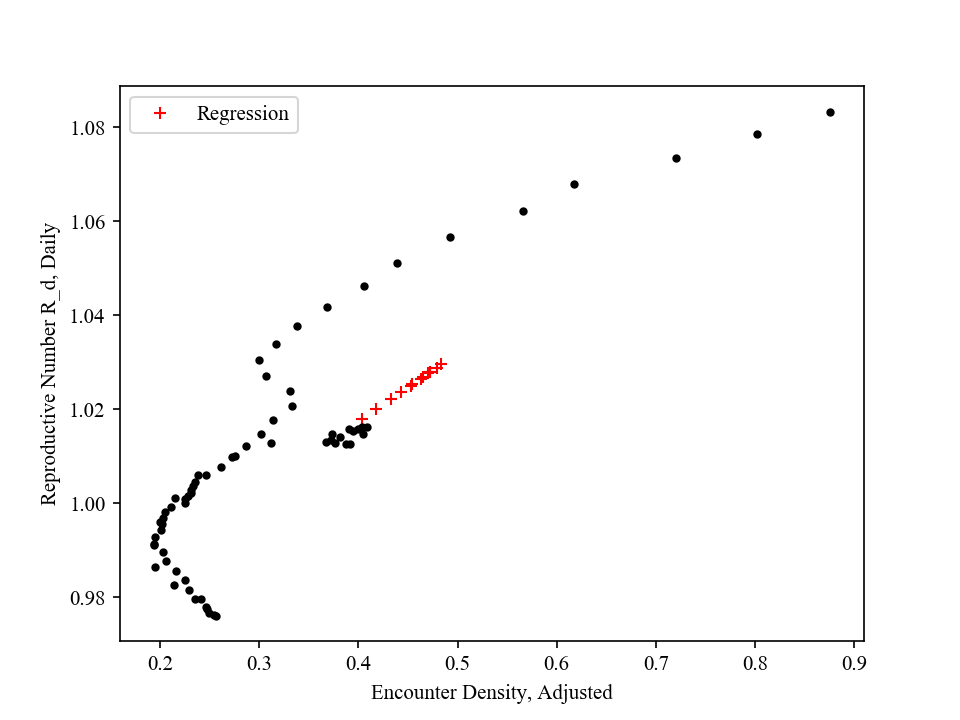 Regression
1.08
1.06
1.04
1.02
1.00
0.98
Reproductive Number R_d, Daily
0.2 0.3 0.4 0.5 0.6 0.7 0.8 0.9
Encounter Density, Adjusted